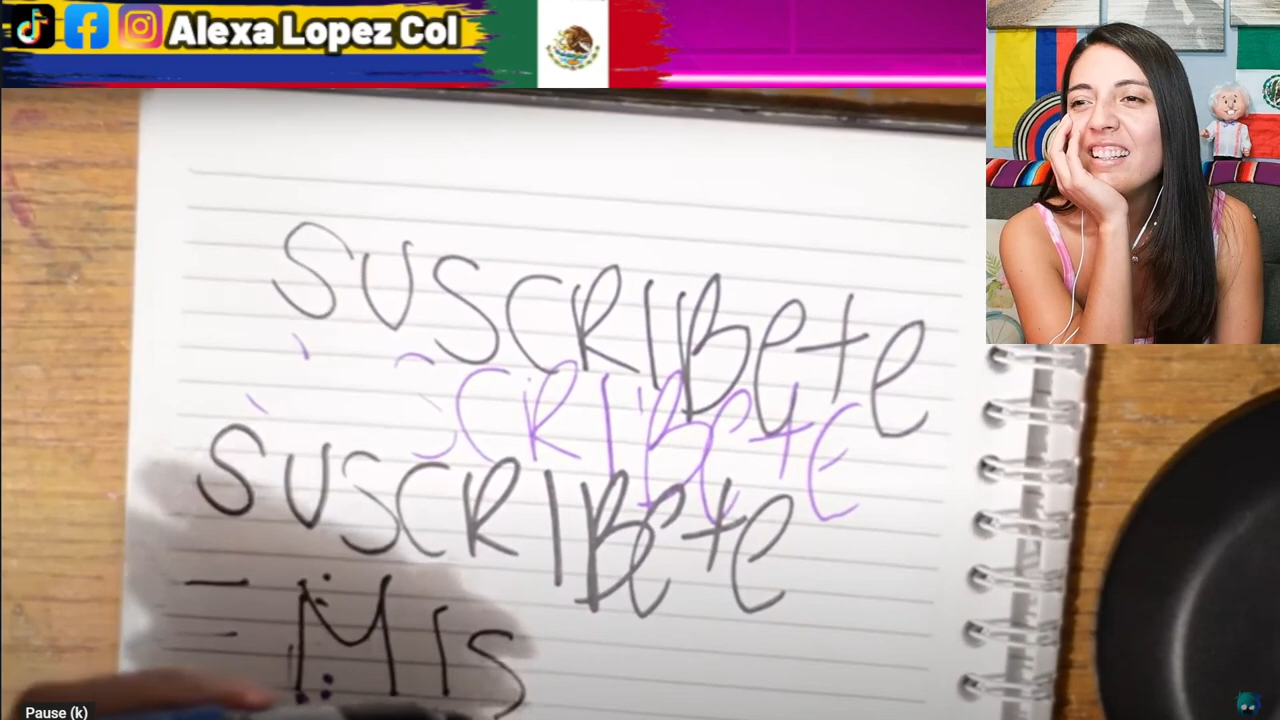 Alexa Lopez Col
SUSCRIBete
SCRIBete
SUSCRIBete
- MIS
Pause (k)